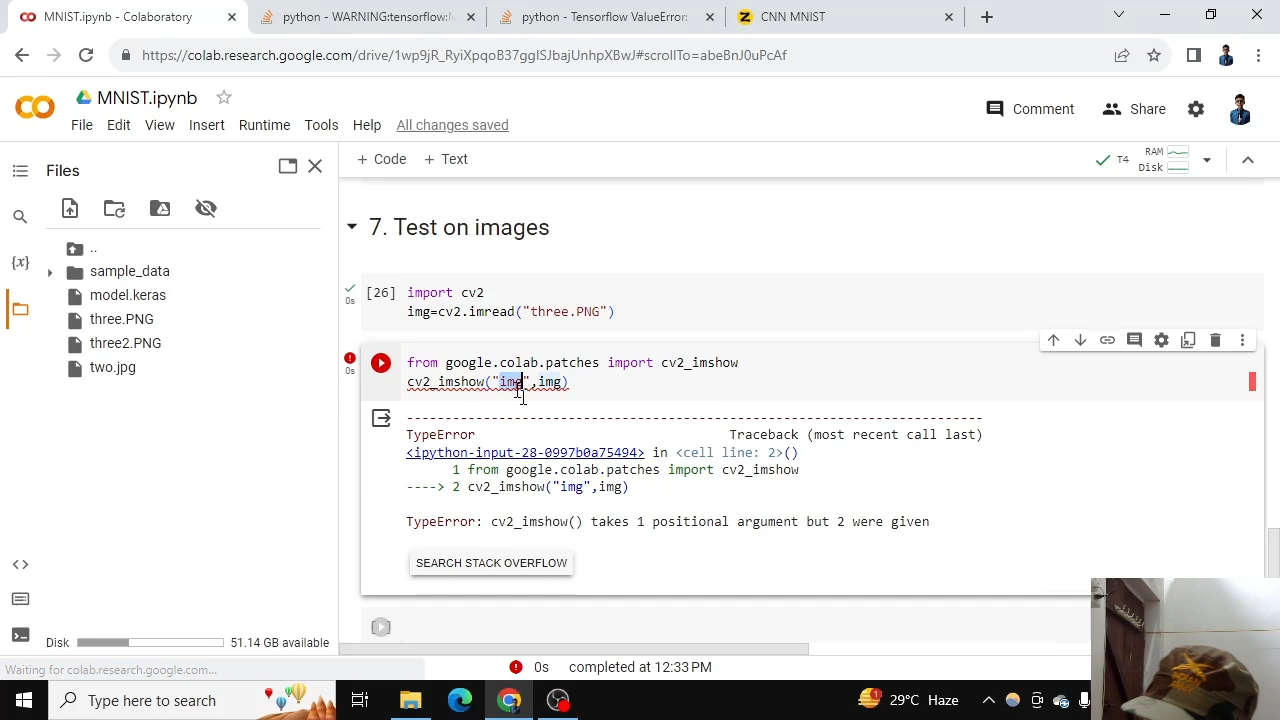 MNIST.ipynb - Colaboratory
python - WARNING:tensorflow:
python - Tensorflow ValueError:
CNN MNIST
https://colab.research.google.com/drive/1wp9jR_RyiXpqoB37ggISJbajUnhpXBwJ#scrollTo=abeBnJ0uPcAf
MNIST.ipynb
Comment
Share
File Edit View Insert Runtime Tools Help All changes saved
Files
+ Code + Text
T4
RAM
Disk
..
sample_data
model.keras
three.PNG
three2.PNG
two.jpg
7. Test on images
[26]
0s
import cv2
img=cv2.imread("three.PNG")
0s
from google.colab.patches import cv2_imshow
cv2_imshow("img",img)
---------------------------------------------------------------------------
TypeError Traceback (most recent call last)
<ipython-input-28-0997b0a75494> in <cell line: 2>()
1 from google.colab.patches import cv2_imshow
----> 2 cv2_imshow("img",img)
TypeError: cv2_imshow() takes 1 positional argument but 2 were given
SEARCH STACK OVERFLOW
Disk 51.14 GB available
Waiting for colab.research.google.com...
0s completed at 12:33 PM
Type here to search
1
29°C Haze